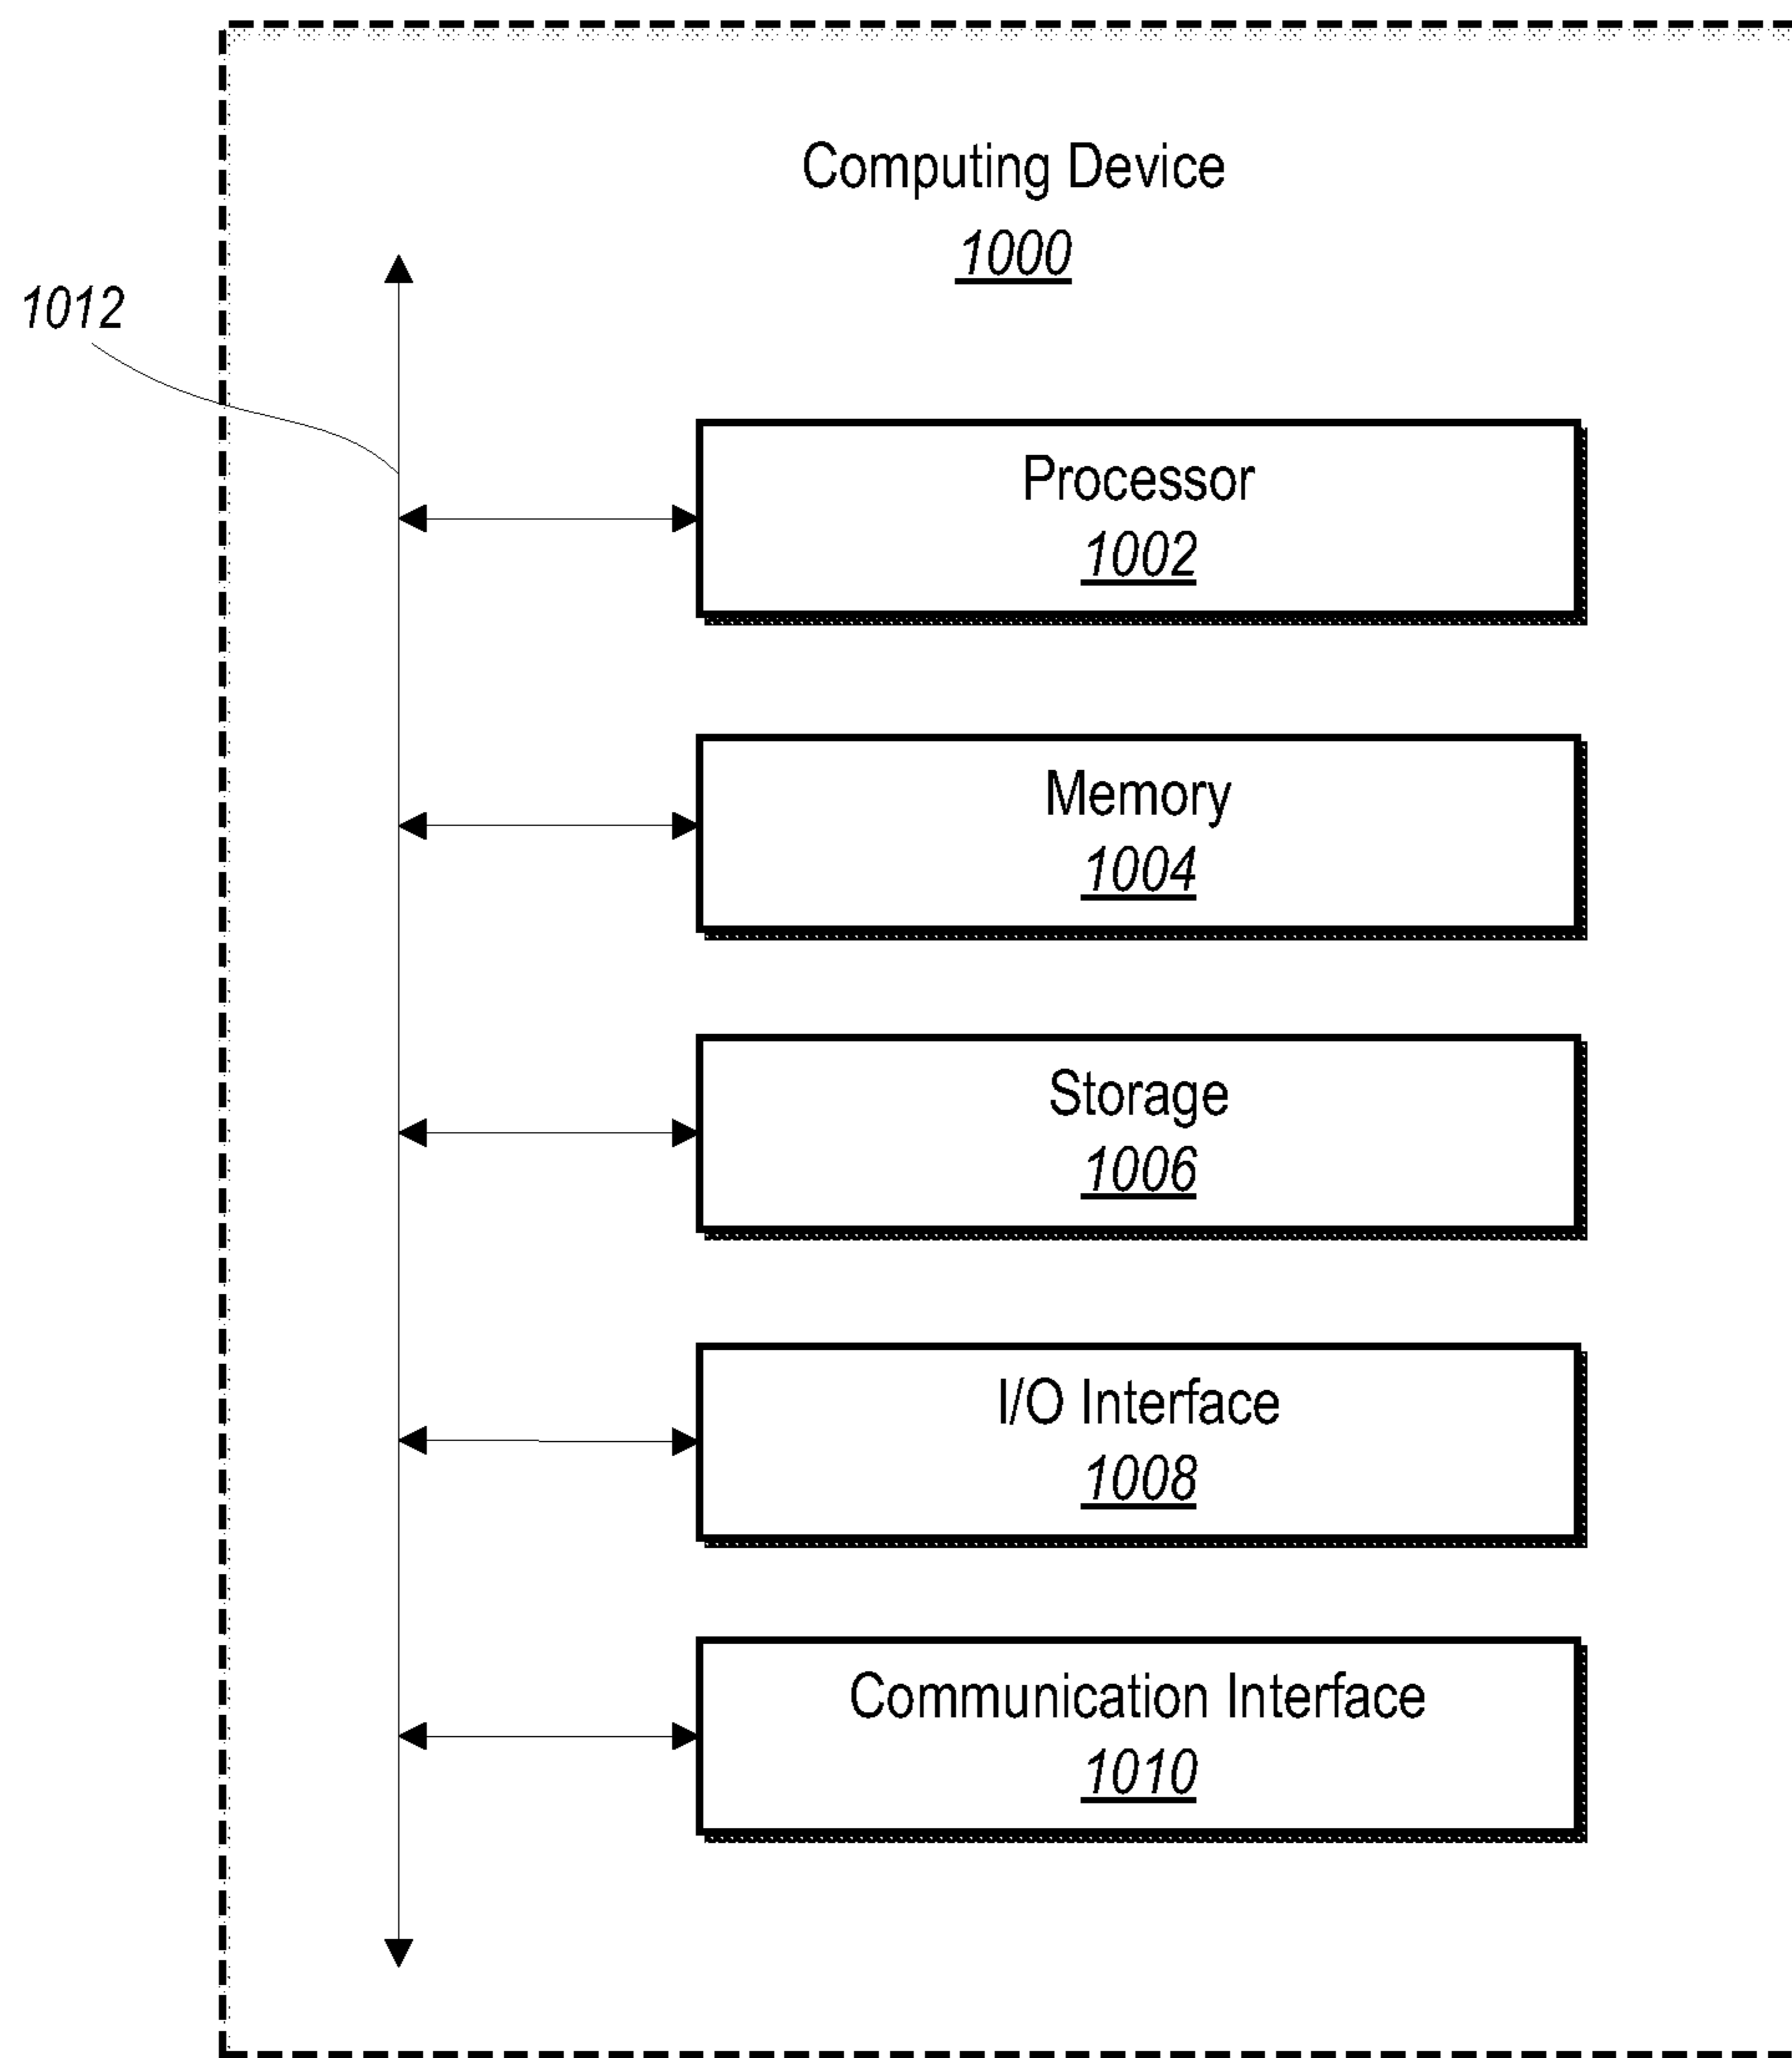 Computing Device
1000
1012
Processor
1002
Memory
1004
Storage
1006
I/O Interface
1008
Communication Interface
1010